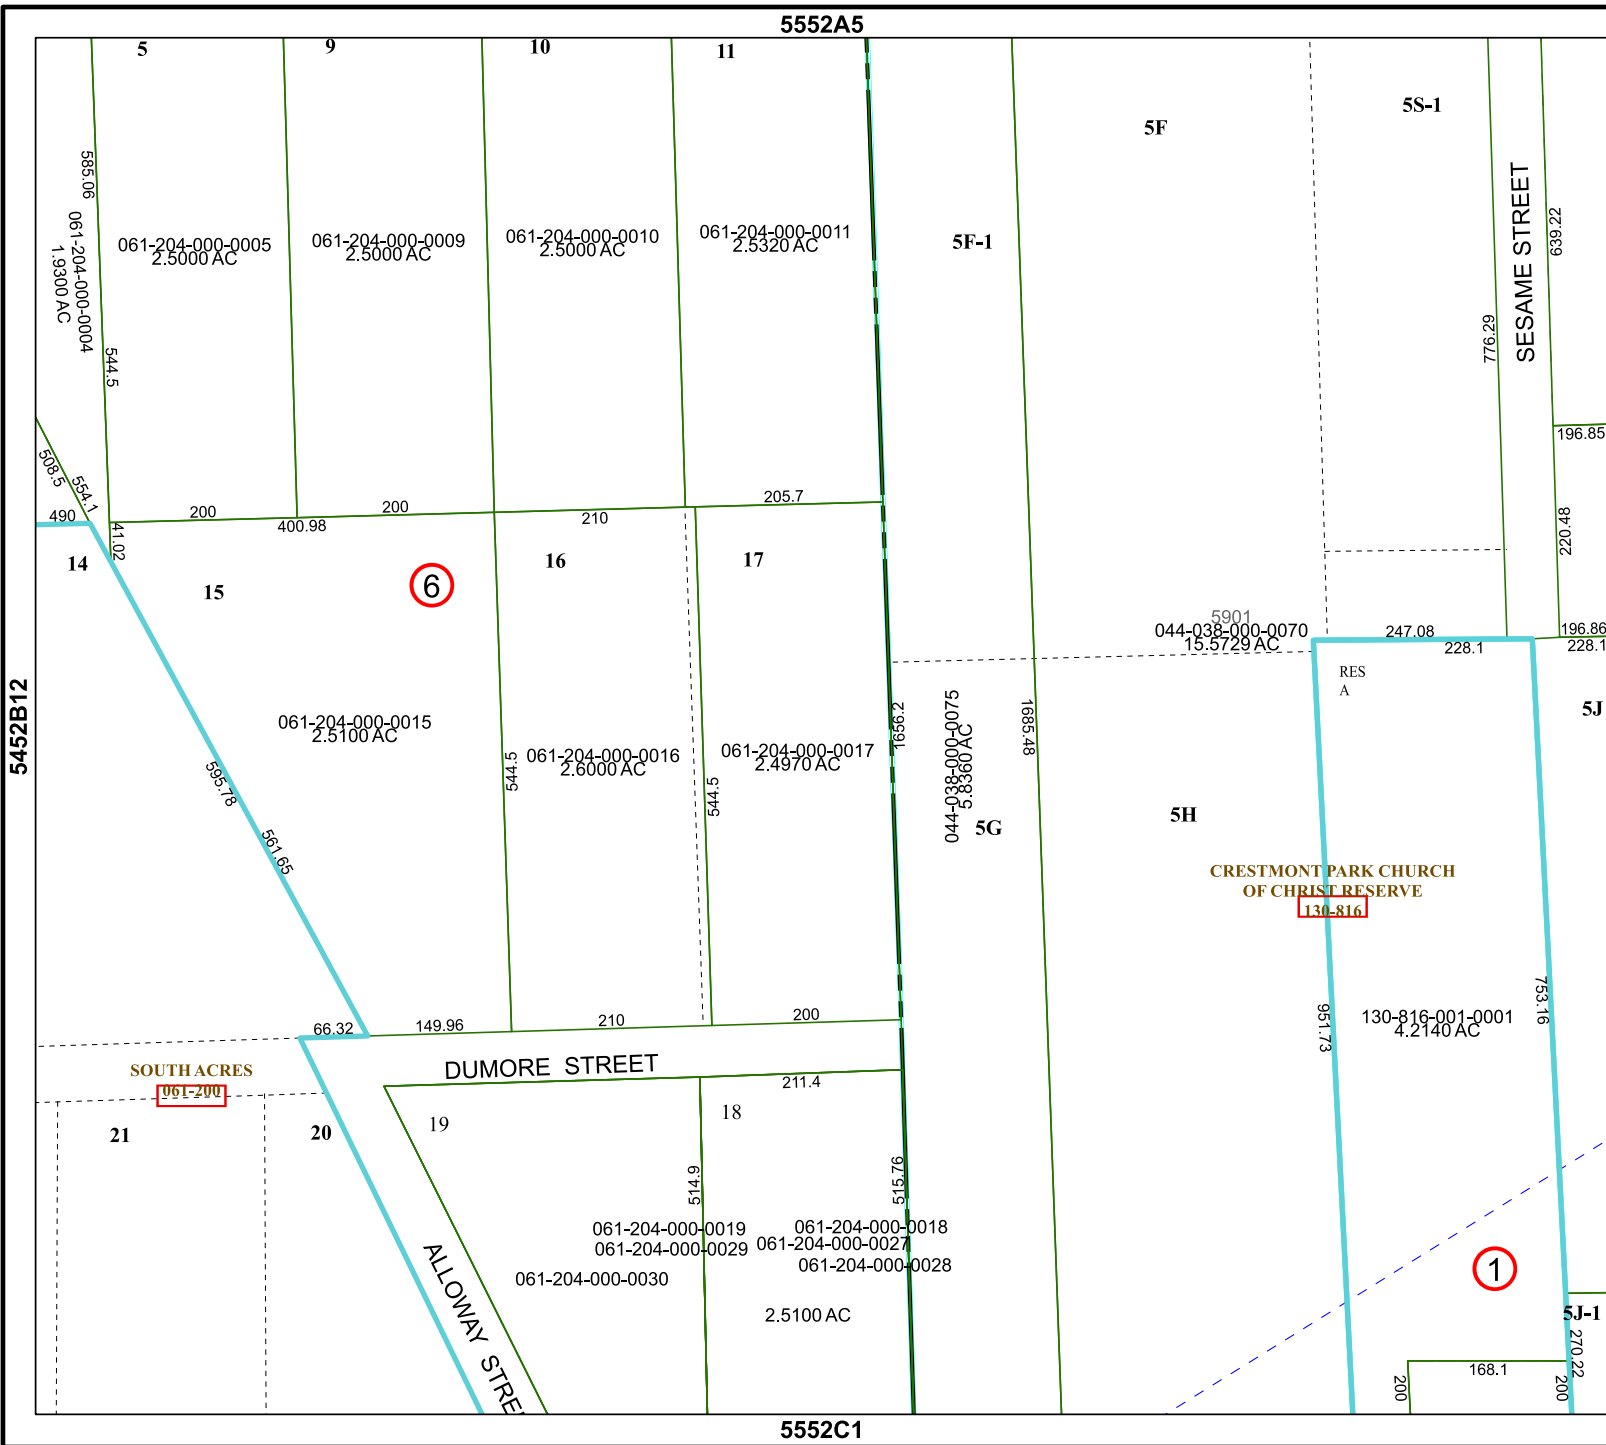 5552A5
5
9
10
11
5F
5S-1
585.06
061-204-000-0004
1.9300 AC
544.5
061-204-000-0005
2.5000 AC
061-204-000-0009
2.5000 AC
061-204-000-0010
2.5000 AC
061-204-000-0011
2.5320 AC
5F-1
776.29
SESAME STREET
639.22
196.85
508.5
554.1
490
41.02
200
400.98
200
210
205.7
220.48
14
15
6
16
17
5901
044-038-000-0070
15.5729 AC
247.08
228.1
196.86
228.1
RES
A
5J
5452B12
061-204-000-0015
2.5100 AC
595.78
561.65
544.5
061-204-000-0016
2.6000 AC
544.5
061-204-000-0017
2.4970 AC
1656.2
044-038-000-0075
5.8360 AC
1685.48
5G
5H
CRESTMONT PARK CHURCH
OF CHRIST RESERVE
130-816
951.73
753.16
130-816-001-0001
4.2140 AC
66.32
149.96
210
200
DUMORE STREET
SOUTH ACRES
061-200
211.4
21
20
19
18
514.9
515.76
061-204-000-0019
061-204-000-0029
061-204-000-0030
061-204-000-0018
061-204-000-0027
061-204-000-0028
2.5100 AC
ALLOWAY STREE
1
5J-1
270.22
168.1
200
200
5552C1